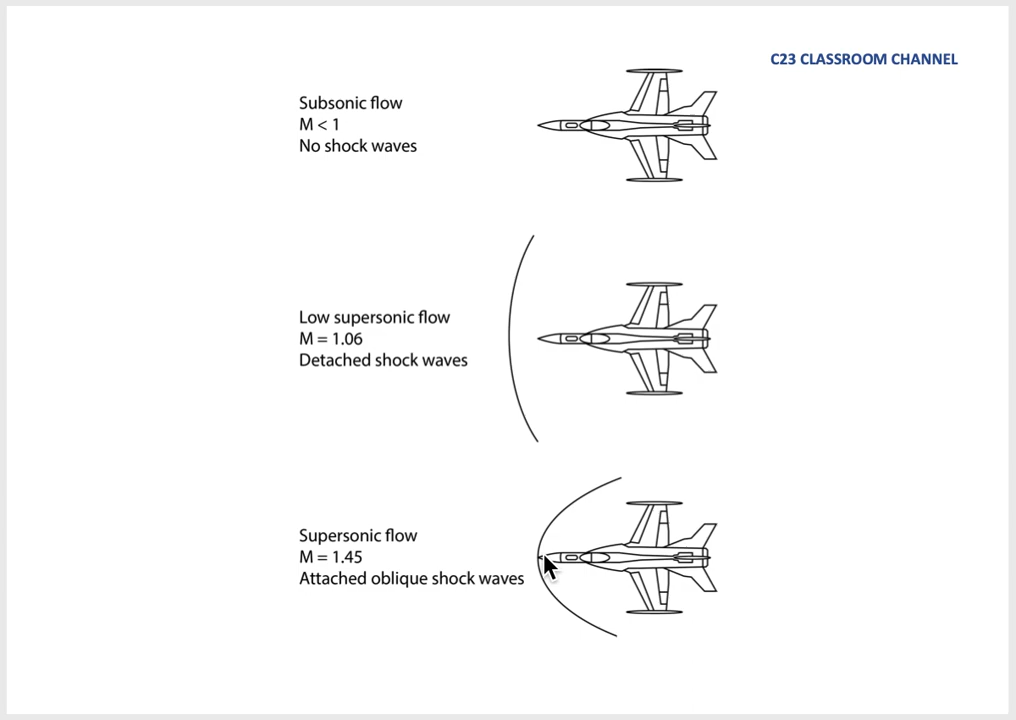 C23 CLASSROOM CHANNEL
Subsonic flow
M < 1
No shock waves
Low supersonic flow
M = 1.06
Detached shock waves
Supersonic flow
M = 1.45
Attached oblique shock waves